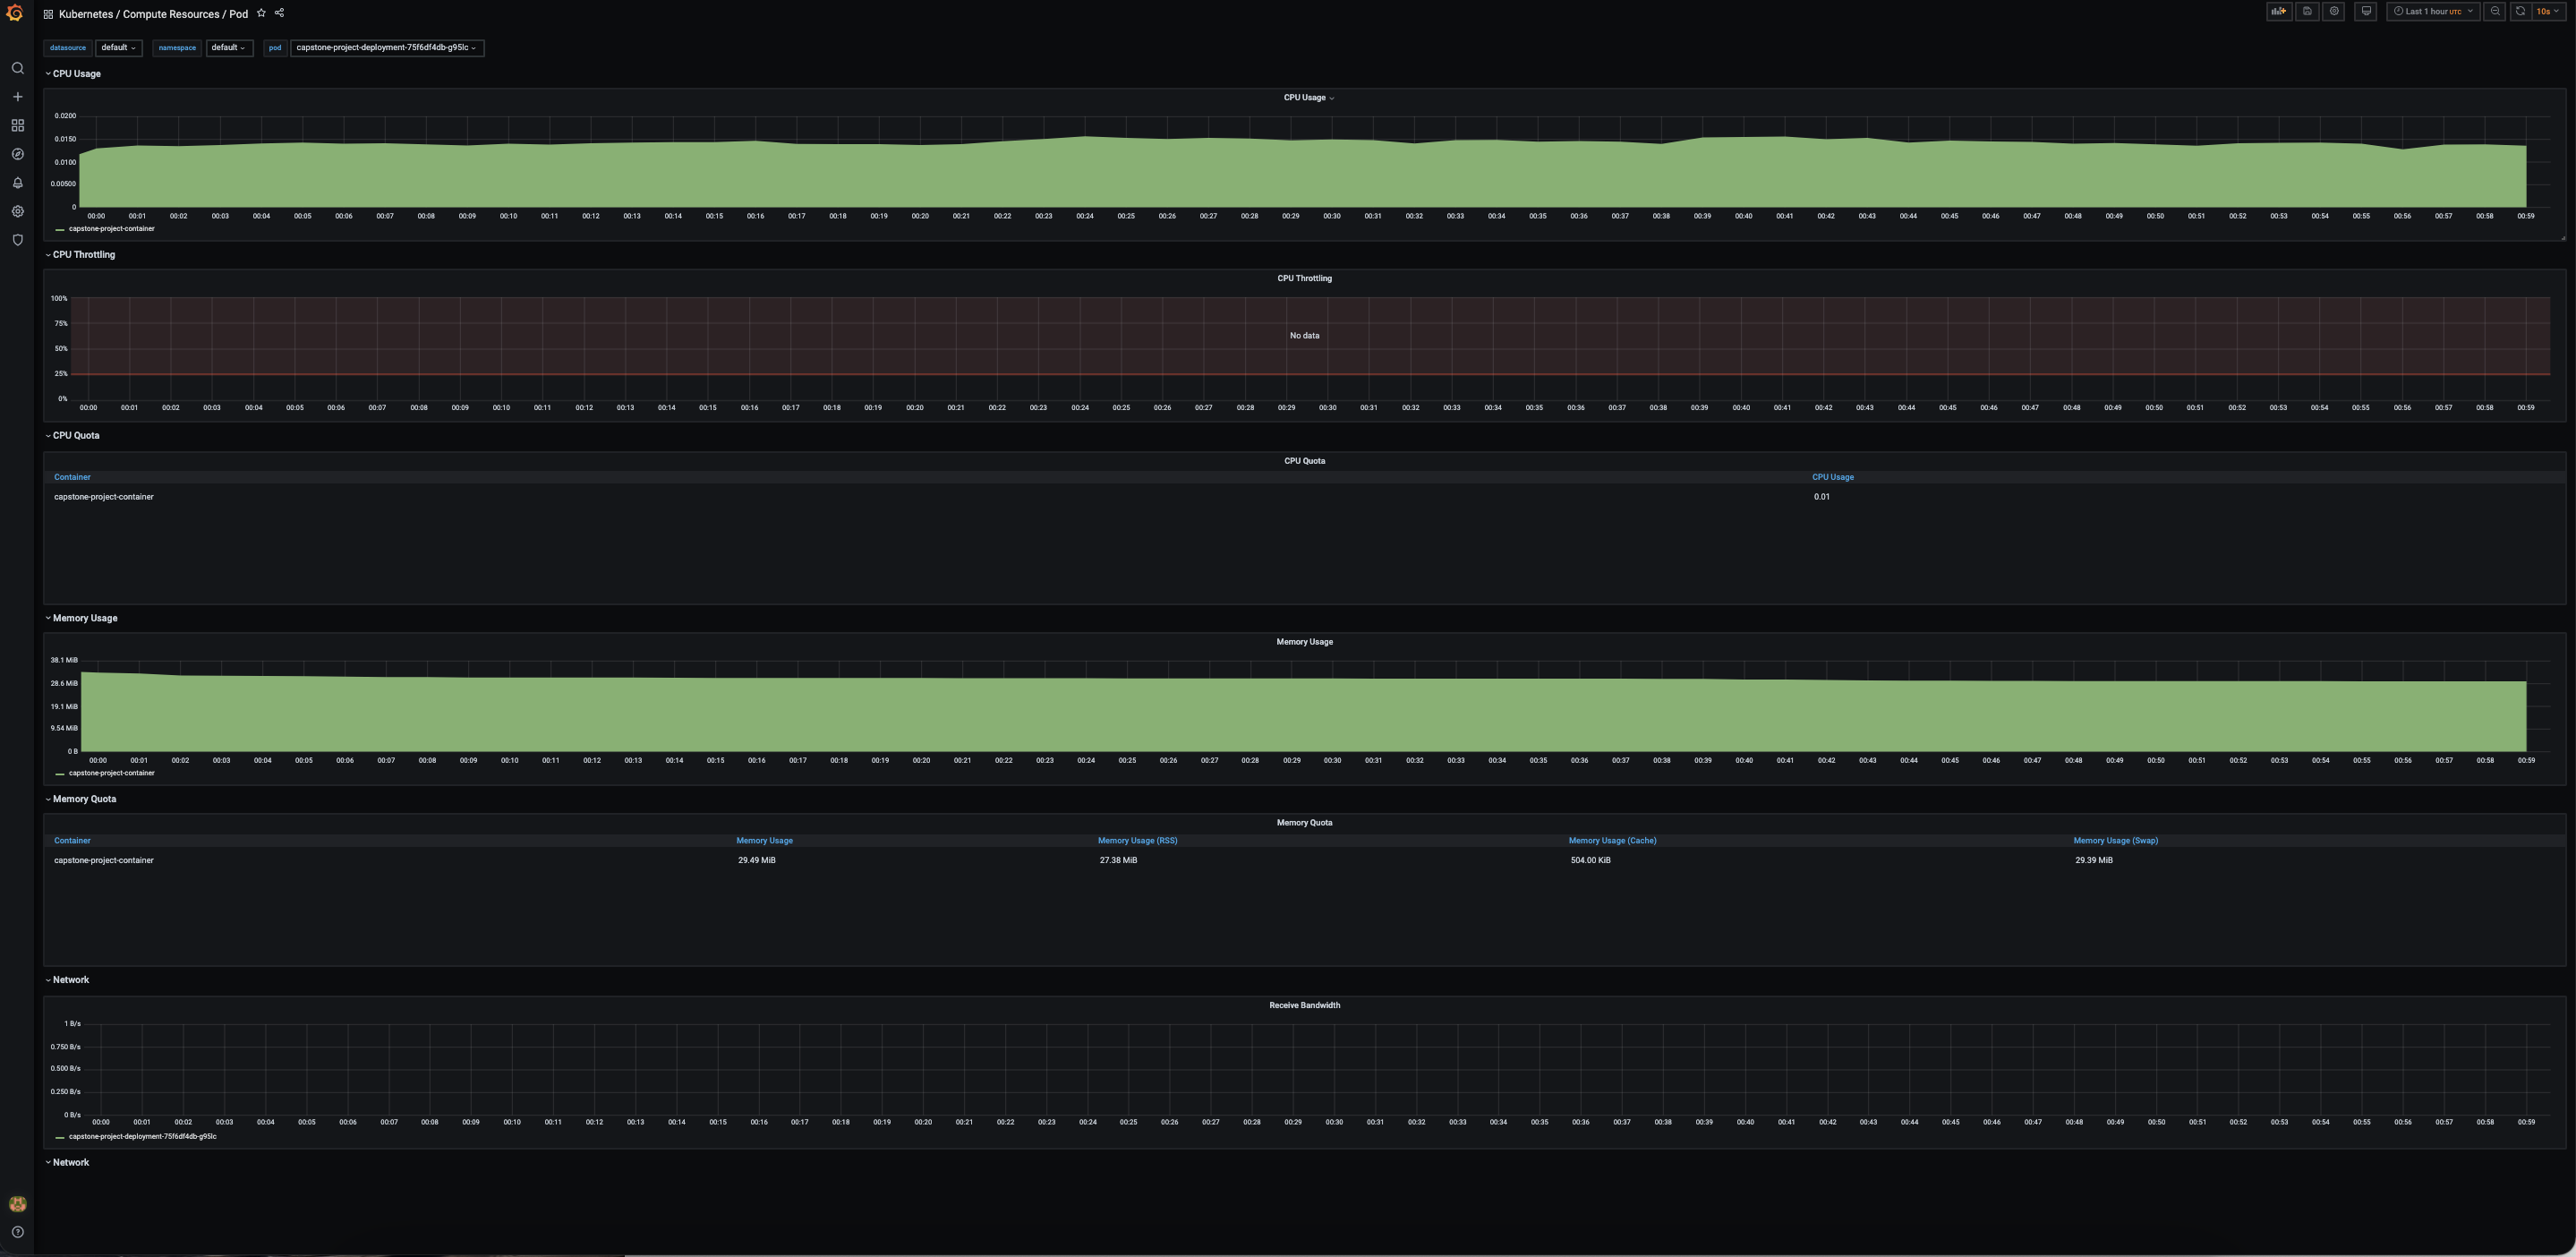 Kubernetes / Compute Resources / Pod
Last 1 hour UTC 10s
datasource default namespace default pod capstone-project-deployment-75f6df4db-g95lc
CPU Usage
CPU Usage
0.0200
0.0150
0.0100
0.00500
0
00:00 00:01 00:02 00:03 00:04 00:05 00:06 00:07 00:08 00:09 00:10 00:11 00:12 00:13 00:14 00:15 00:16 00:17 00:18 00:19 00:20 00:21 00:22 00:23 00:24 00:25 00:26 00:27 00:28 00:29 00:30 00:31 00:32 00:33 00:34 00:35 00:36 00:37 00:38 00:39 00:40 00:41 00:42 00:43 00:44 00:45 00:46 00:47 00:48 00:49 00:50 00:51 00:52 00:53 00:54 00:55 00:56 00:57 00:58 00:59
capstone-project-container
CPU Throttling
CPU Throttling
100%
75%
No data
50%
25%
0%
00:00 00:01 00:02 00:03 00:04 00:05 00:06 00:07 00:08 00:09 00:10 00:11 00:12 00:13 00:14 00:15 00:16 00:17 00:18 00:19 00:20 00:21 00:22 00:23 00:24 00:25 00:26 00:27 00:28 00:29 00:30 00:31 00:32 00:33 00:34 00:35 00:36 00:37 00:38 00:39 00:40 00:41 00:42 00:43 00:44 00:45 00:46 00:47 00:48 00:49 00:50 00:51 00:52 00:53 00:54 00:55 00:56 00:57 00:58 00:59
CPU Quota
CPU Quota
Container CPU Usage
capstone-project-container 0.01
Memory Usage
Memory Usage
38.1 MiB
28.6 MiB
19.1 MiB
9.54 MiB
0 B
00:00 00:01 00:02 00:03 00:04 00:05 00:06 00:07 00:08 00:09 00:10 00:11 00:12 00:13 00:14 00:15 00:16 00:17 00:18 00:19 00:20 00:21 00:22 00:23 00:24 00:25 00:26 00:27 00:28 00:29 00:30 00:31 00:32 00:33 00:34 00:35 00:36 00:37 00:38 00:39 00:40 00:41 00:42 00:43 00:44 00:45 00:46 00:47 00:48 00:49 00:50 00:51 00:52 00:53 00:54 00:55 00:56 00:57 00:58 00:59
capstone-project-container
Memory Quota
Memory Quota
Container Memory Usage Memory Usage (RSS) Memory Usage (Cache) Memory Usage (Swap)
capstone-project-container 29.49 MiB 27.38 MiB 504.00 KiB 29.39 MiB
Network
Receive Bandwidth
1 B/s
0.750 B/s
0.500 B/s
0.250 B/s
0 B/s
00:00 00:01 00:02 00:03 00:04 00:05 00:06 00:07 00:08 00:09 00:10 00:11 00:12 00:13 00:14 00:15 00:16 00:17 00:18 00:19 00:20 00:21 00:22 00:23 00:24 00:25 00:26 00:27 00:28 00:29 00:30 00:31 00:32 00:33 00:34 00:35 00:36 00:37 00:38 00:39 00:40 00:41 00:42 00:43 00:44 00:45 00:46 00:47 00:48 00:49 00:50 00:51 00:52 00:53 00:54 00:55 00:56 00:57 00:58 00:59
capstone-project-deployment-75f6df4db-g95lc
Network